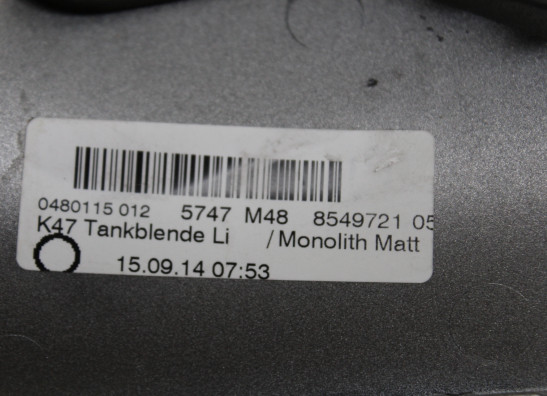 0480115 012 5747 M48 8549721 05
K47 Tankblende Li / Monolith Matt
15.09.14 07:53